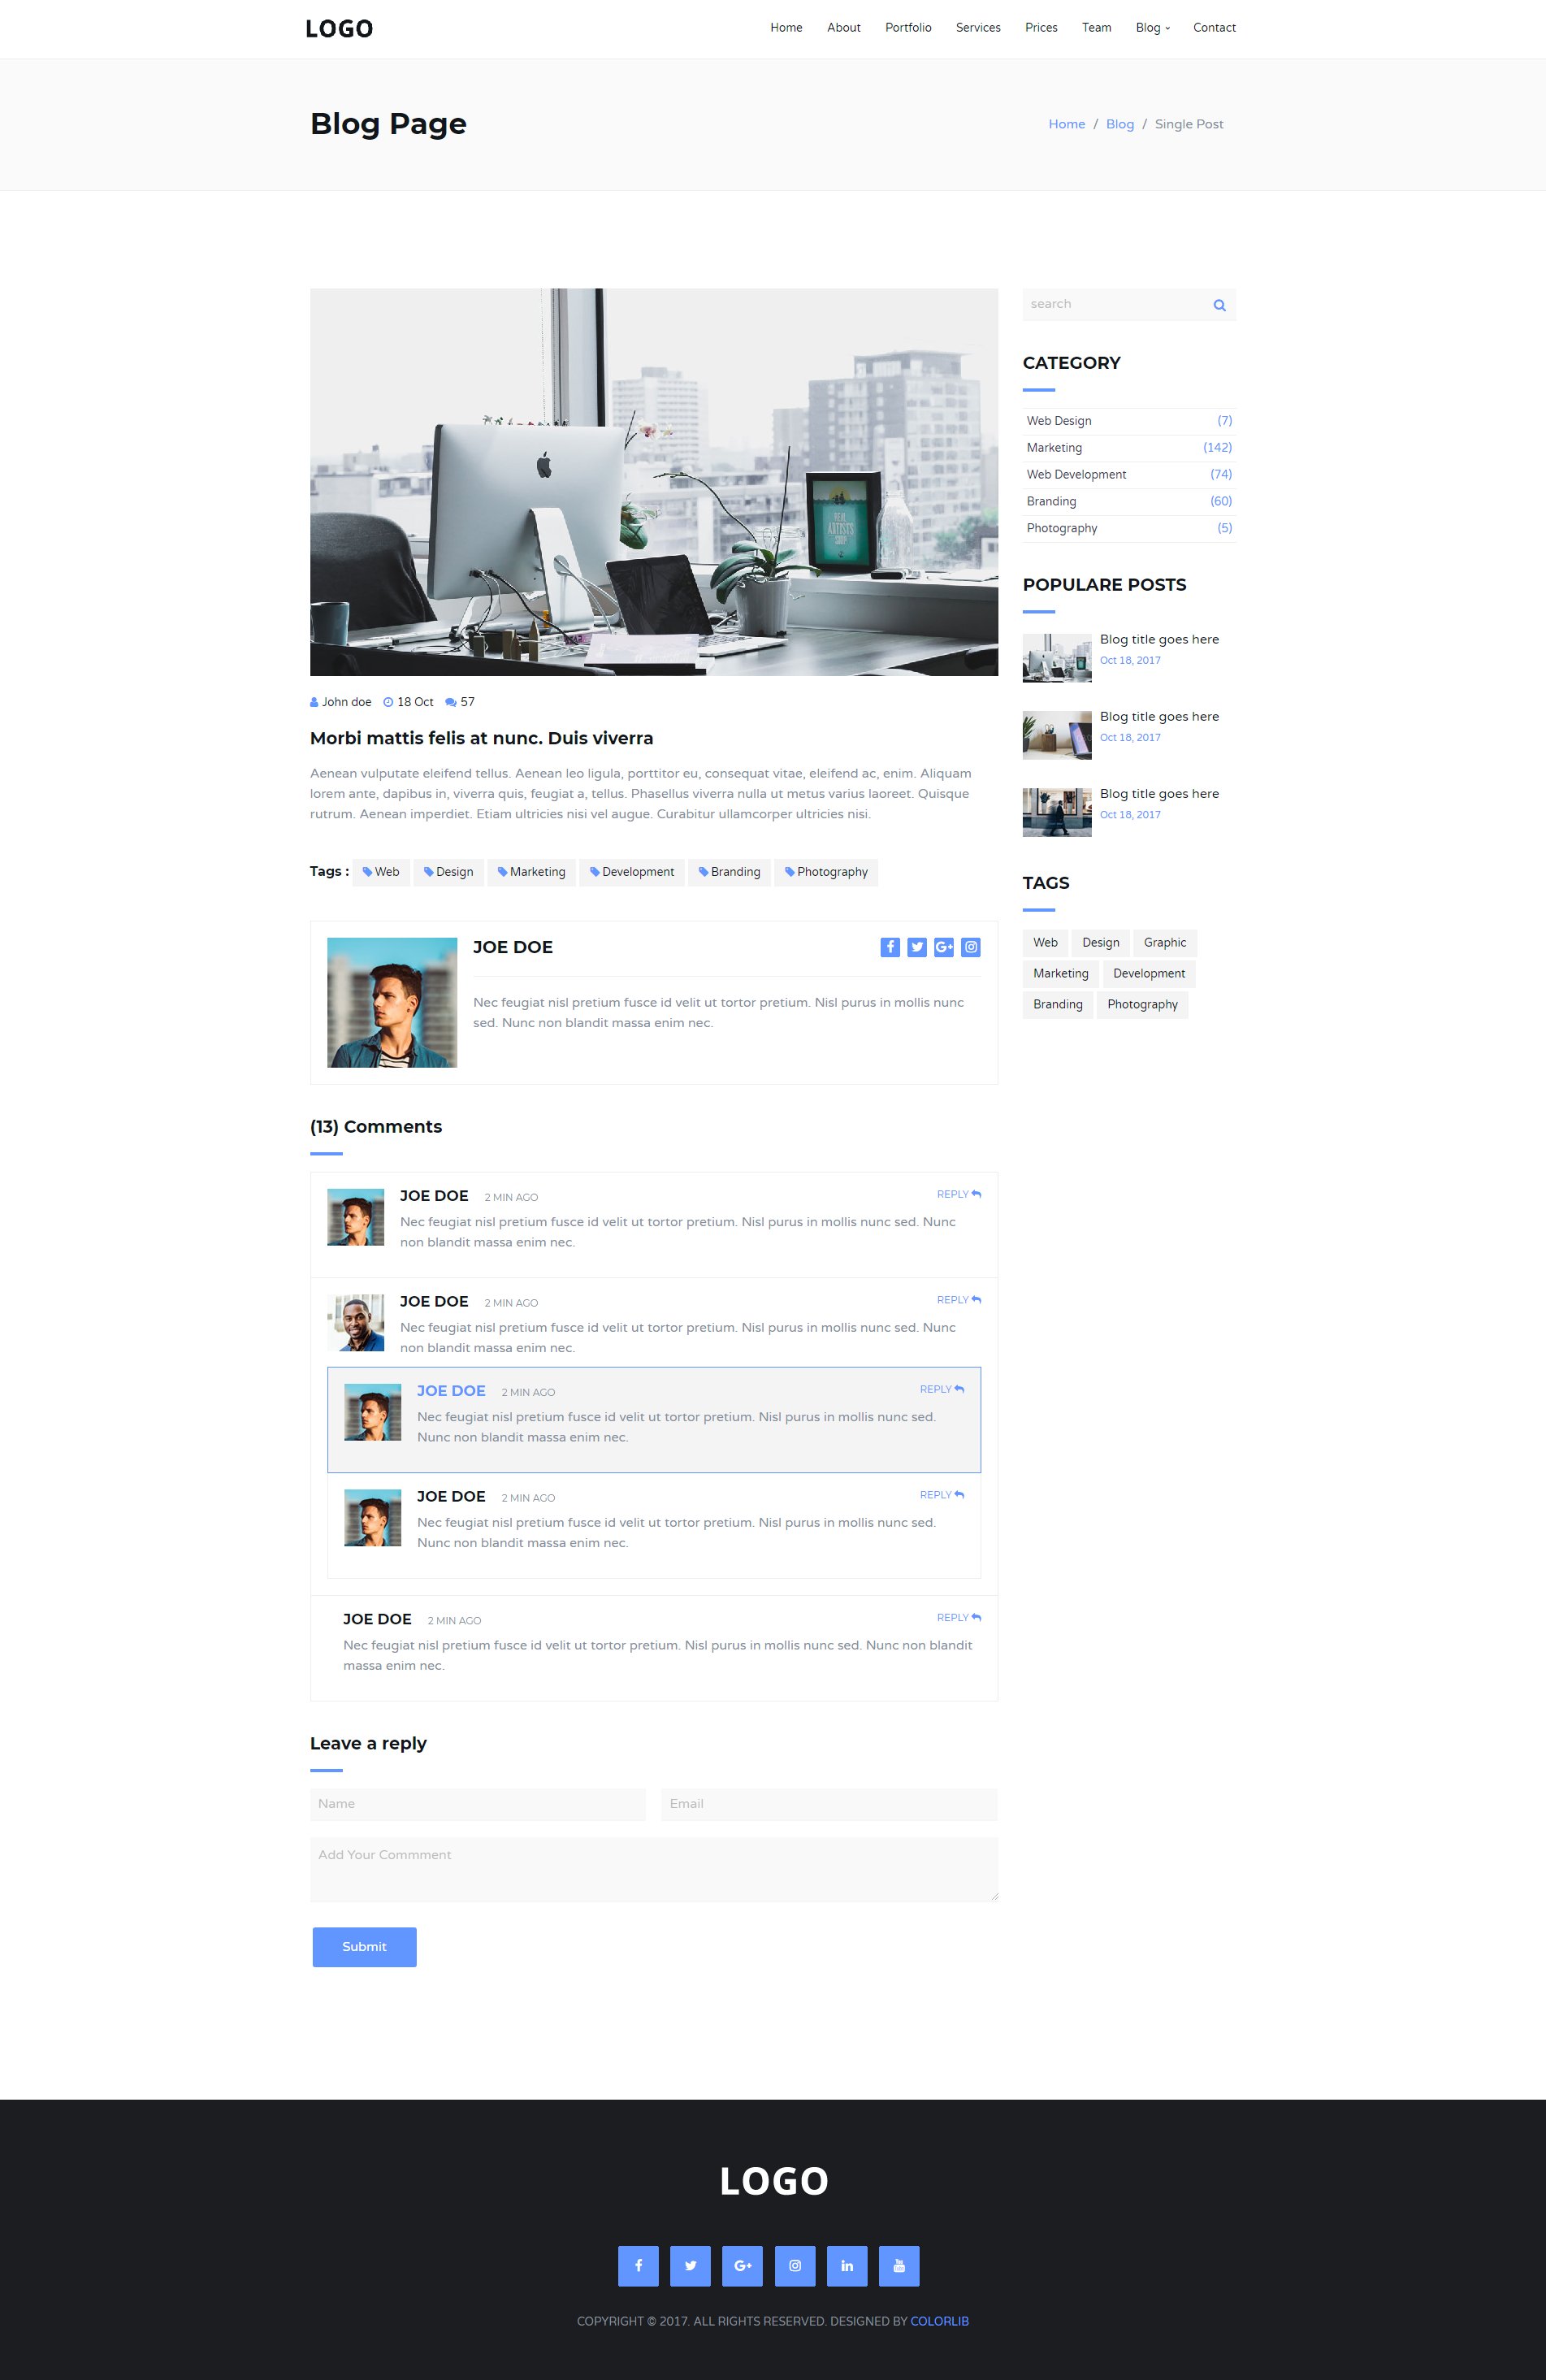 LOGO
Home About Portfolio Services Prices Team Blog Contact
Blog Page
Home / Blog / Single Post
REAL
ARTISTS
SHIP
John doe 18 Oct 57
Morbi mattis felis at nunc. Duis viverra
Aenean vulputate eleifend tellus. Aenean leo ligula, porttitor eu, consequat vitae, eleifend ac, enim. Aliquam
lorem ante, dapibus in, viverra quis, feugiat a, tellus. Phasellus viverra nulla ut metus varius laoreet. Quisque
rutrum. Aenean imperdiet. Etiam ultricies nisi vel augue. Curabitur ullamcorper ultricies nisi.
Tags : Web Design Marketing Development Branding Photography
JOE DOE
Nec feugiat nisl pretium fusce id velit ut tortor pretium. Nisl purus in mollis nunc
sed. Nunc non blandit massa enim nec.
(13) Comments
JOE DOE 2 MIN AGO REPLY
Nec feugiat nisl pretium fusce id velit ut tortor pretium. Nisl purus in mollis nunc sed. Nunc
non blandit massa enim nec.
JOE DOE 2 MIN AGO REPLY
Nec feugiat nisl pretium fusce id velit ut tortor pretium. Nisl purus in mollis nunc sed. Nunc
non blandit massa enim nec.
JOE DOE 2 MIN AGO REPLY
Nec feugiat nisl pretium fusce id velit ut tortor pretium. Nisl purus in mollis nunc sed.
Nunc non blandit massa enim nec.
JOE DOE 2 MIN AGO REPLY
Nec feugiat nisl pretium fusce id velit ut tortor pretium. Nisl purus in mollis nunc sed.
Nunc non blandit massa enim nec.
JOE DOE 2 MIN AGO REPLY
Nec feugiat nisl pretium fusce id velit ut tortor pretium. Nisl purus in mollis nunc sed. Nunc non blandit
massa enim nec.
Leave a reply
Name Email
Add Your Commment
Submit
search
CATEGORY
Web Design (7)
Marketing (142)
Web Development (74)
Branding (60)
Photography (5)
POPULARE POSTS
Blog title goes here
Oct 18, 2017
Blog title goes here
Oct 18, 2017
Blog title goes here
Oct 18, 2017
TAGS
Web Design Graphic
Marketing Development
Branding Photography
LOGO
COPYRIGHT © 2017. ALL RIGHTS RESERVED. DESIGNED BY COLORLIB